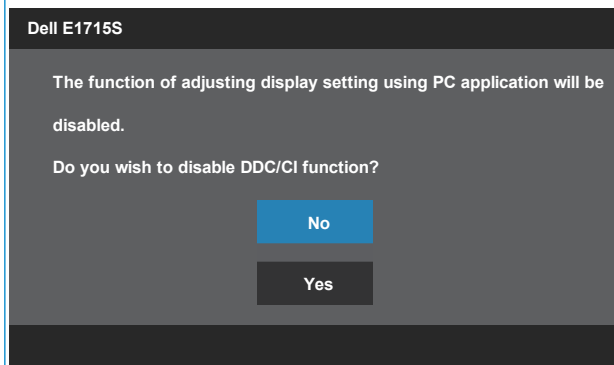 Dell E1715S
The function of adjusting display setting using PC application will be
disabled.
Do you wish to disable DDC/CI function?
No
Yes